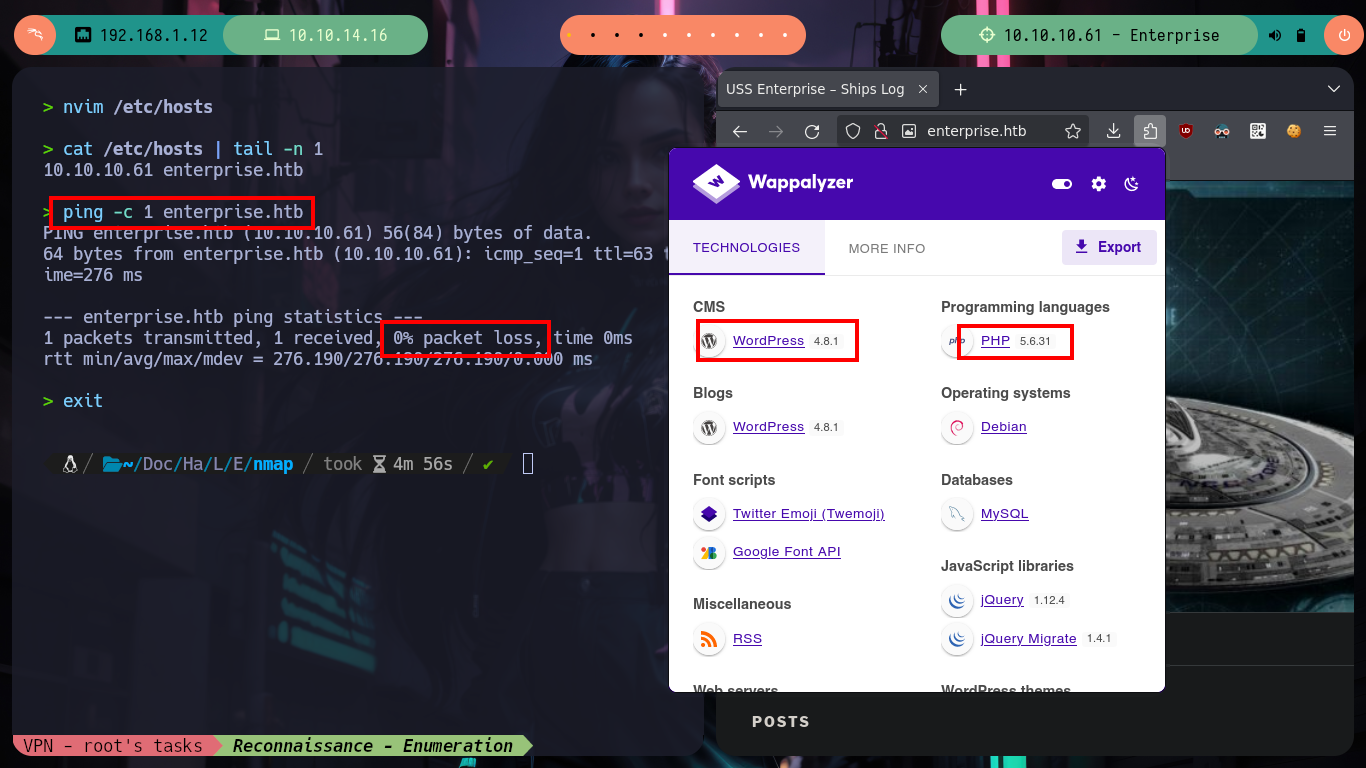 192.168.1.12
10.10.14.16
10.10.10.61 - Enterprise
> nvim /etc/hosts
> cat /etc/hosts | tail -n 1
10.10.10.61 enterprise.htb
> ping -c 1 enterprise.htb
PING enterprise.htb (10.10.10.61) 56(84) bytes of data.
64 bytes from enterprise.htb (10.10.10.61): icmp_seq=1 ttl=63 t
ime=276 ms
--- enterprise.htb ping statistics ---
1 packets transmitted, 1 received, 0% packet loss, time 0ms
rtt min/avg/max/mdev = 276.190/276.190/276.190/0.000 ms
> exit
~/Doc/Ha/L/E/nmap / took 4m 56s / ✔
VPN - root's tasks
Reconnaissance - Enumeration
USS Enterprise – Ships Log
enterprise.htb
Wappalyzer
TECHNOLOGIES
MORE INFO
Export
CMS
WordPress 4.8.1
Blogs
WordPress 4.8.1
Font scripts
Twitter Emoji (Twemoji)
Google Font API
Miscellaneous
RSS
Web servers
Programming languages
php
PHP 5.6.31
Operating systems
Debian
Databases
MySQL
JavaScript libraries
jQuery 1.12.4
jQuery Migrate 1.4.1
WordPress themes
POSTS